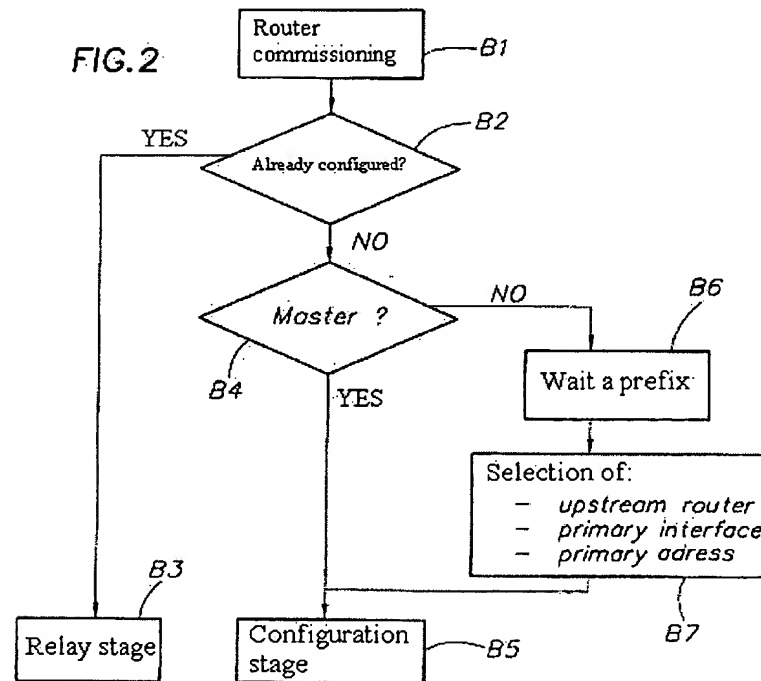 FIG.2
Router
commissioning
B1
B2
YES
Already configured?
NO
Master ?
NO
B6
B4
YES
Wait a prefix
Selection of:
– upstream router
– primary interface
– primary adress
B3
B7
Relay stage
Configuration
stage
B5